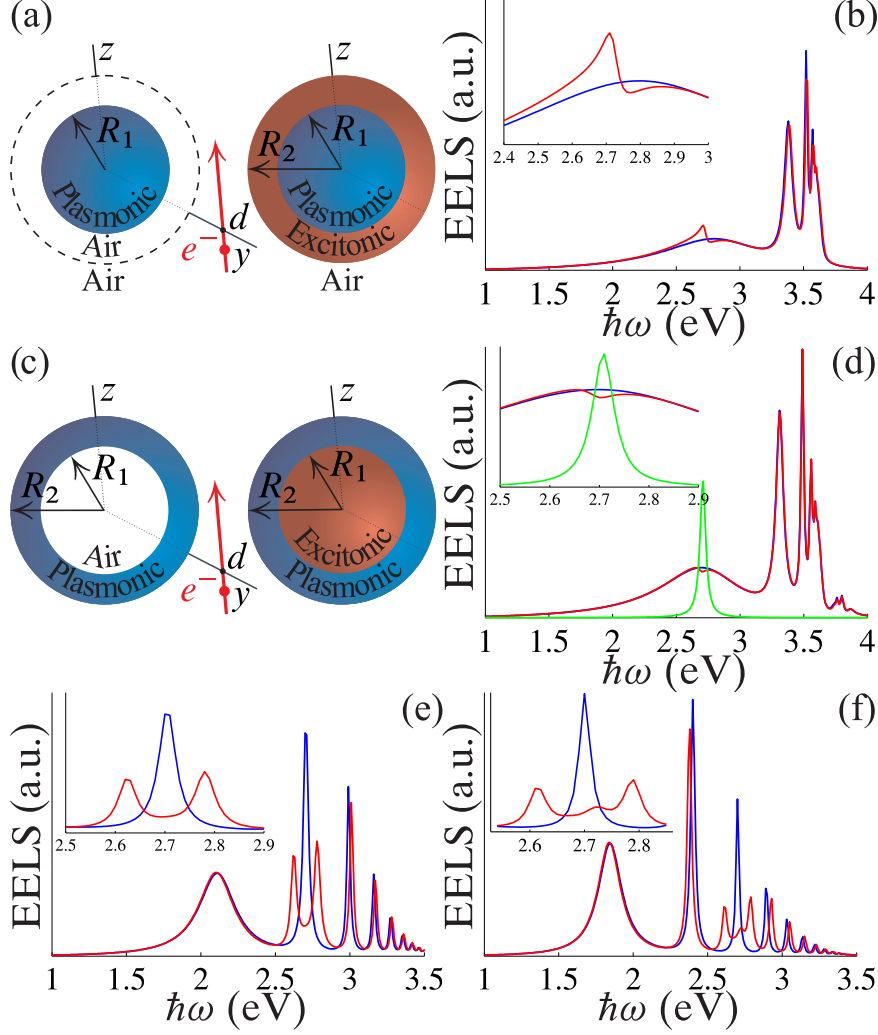 (a)
z
R1
Plasmonic
Air
Air
e−
d
y
z
R2
R1
Plasmonic
Excitonic
Air
(b)
EELS (a.u.)
2.4 2.5 2.6 2.7 2.8 2.9 3
1 1.5 2 2.5 3 3.5 4
ħω (eV)
(c)
z
R2
R1
Air
Plasmonic
e−
d
y
z
R2
R1
Excitonic
Plasmonic
(d)
EELS (a.u.)
2.5 2.6 2.7 2.8 2.9
1 1.5 2 2.5 3 3.5 4
ħω (eV)
(e)
EELS (a.u.)
2.5 2.6 2.7 2.8 2.9
1 1.5 2 2.5 3 3.5
ħω (eV)
(f)
EELS (a.u.)
2.6 2.7 2.8
1 1.5 2 2.5 3 3.5
ħω (eV)